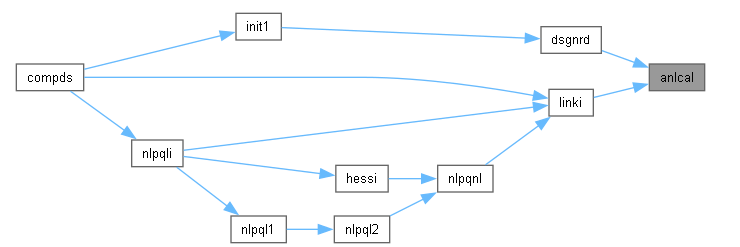 init1
dsgnrd
compds
anlcal
linki
nlpqli
hessi
nlpqnl
nlpql1
nlpql2